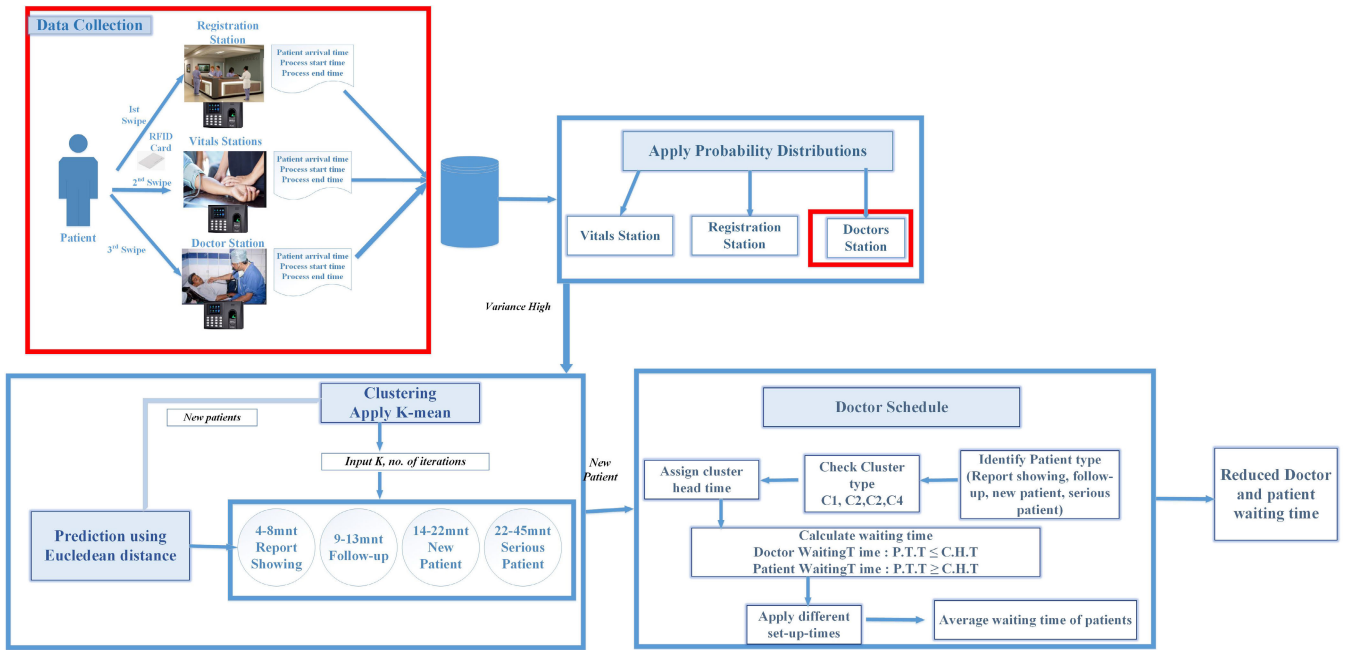 Data Collection
Registration
Station
Patient arrival time
Process start time
Process end time
Ist
Swipe
RFID
Card
Vitals Stations
Patient arrival time
Process start time
Process end time
2nd Swipe
Patient
3rd Swipe
Doctor Station
Patient arrival time
Process start time
Process end time
Apply Probability Distributions
Vitals Station
Registration
Station
Doctors
Station
Variance High
Clustering
Apply K-mean
New patients
Input K, no. of iterations
Prediction using
Eucledean distance
4-8mnt
Report
Showing
9-13mnt
Follow-up
14-22mnt
New
Patient
22-45mnt
Serious
Patient
New
Patient
Doctor Schedule
Assign cluster
head time
Check Cluster
type
C1, C2,C2,C4
Identify Patient type
(Report showing, follow-
up, new patient, serious
patient)
Calculate waiting time
Doctor WaitingT ime : P.T.T ≤ C.H.T
Patient WaitingT ime : P.T.T ≥ C.H.T
Apply different
set-up-times
Average waiting time of patients
Reduced Doctor
and patient
waiting time